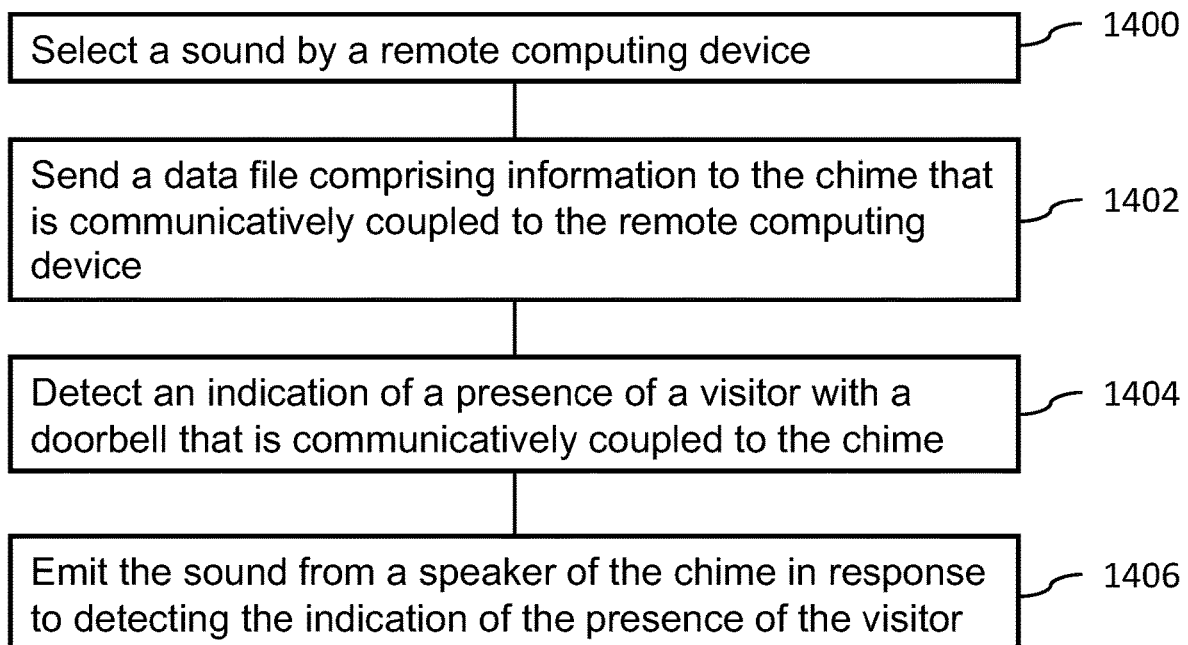 Select a sound by a remote computing device
1400
Send a data file comprising information to the chime that
is communicatively coupled to the remote computing
device
1402
Detect an indication of a presence of a visitor with a
doorbell that is communicatively coupled to the chime
1404
Emit the sound from a speaker of the chime in response
to detecting the indication of the presence of the visitor
1406